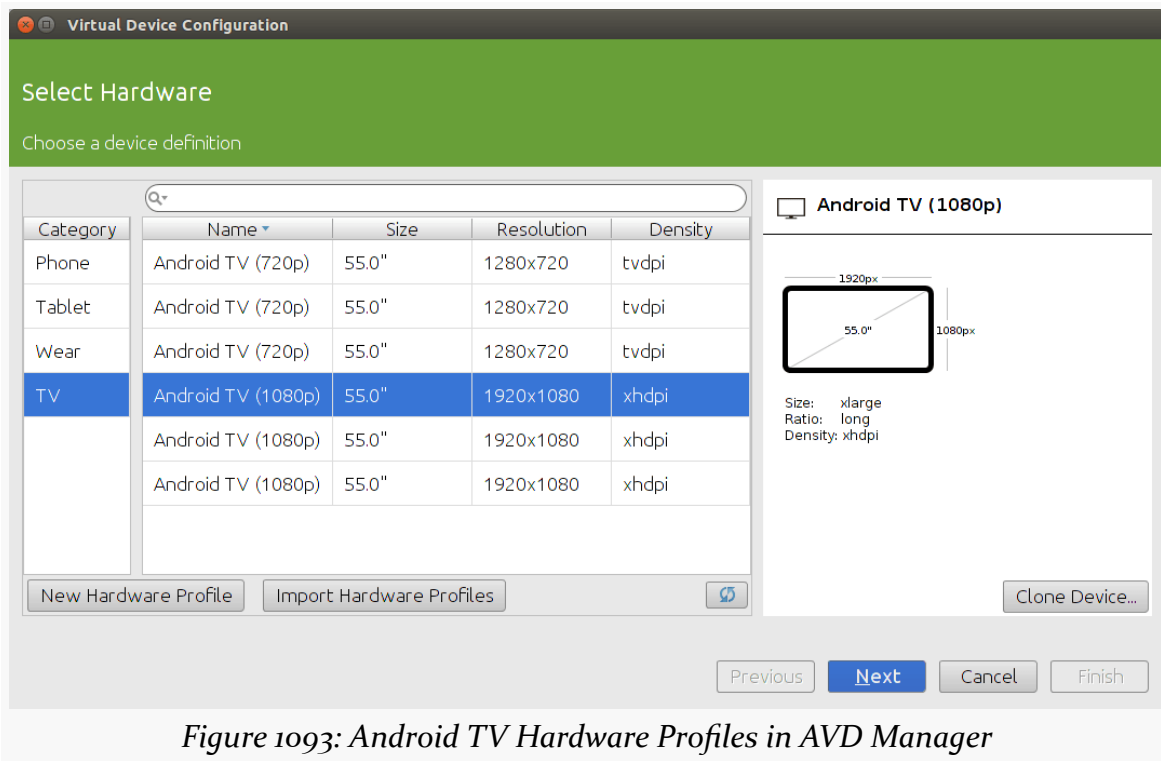 Virtual Device Configuration
Select Hardware
Choose a device definition
Category Name Size Resolution Density
Phone Android TV (720p) 55.0" 1280x720 tvdpi
Tablet Android TV (720p) 55.0" 1280x720 tvdpi
Wear Android TV (720p) 55.0" 1280x720 tvdpi
TV Android TV (1080p) 55.0" 1920x1080 xhdpi
Android TV (1080p) 55.0" 1920x1080 xhdpi
Android TV (1080p) 55.0" 1920x1080 xhdpi
New Hardware Profile Import Hardware Profiles
Android TV (1080p)
1920px
55.0"
1080px
Size: xlarge
Ratio: long
Density: xhdpi
Clone Device...
Previous Next Cancel Finish
Figure 1093: Android TV Hardware Profiles in AVD Manager